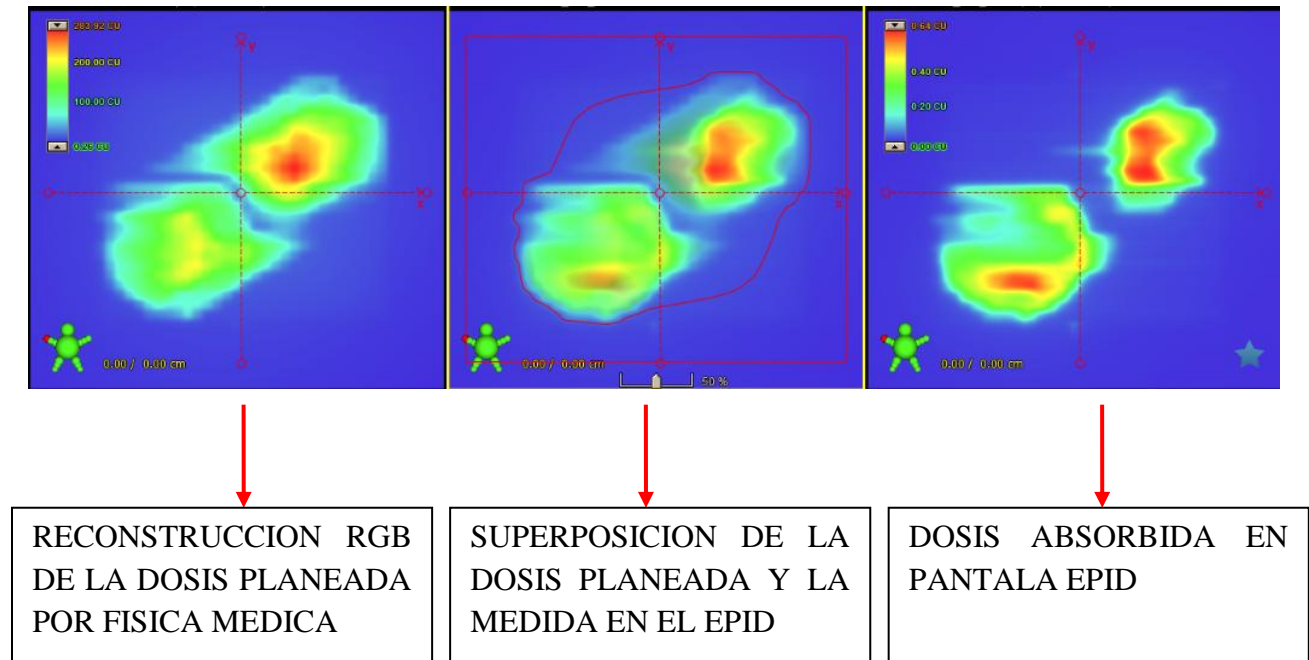 283.92 CU
200.00 CU
100.00 CU
0.26 CU
Y
X
0.00 / 0.00 cm
Y
X
0.00 / 0.00 cm
50 %
0.64 CU
0.40 CU
0.20 CU
0.00 CU
Y
X
0.00 / 0.00 cm
RECONSTRUCCION RGB
DE LA DOSIS PLANEADA
POR FISICA MEDICA
SUPERPOSICION DE LA
DOSIS PLANEADA Y LA
MEDIDA EN EL EPID
DOSIS ABSORBIDA EN
PANTALA EPID